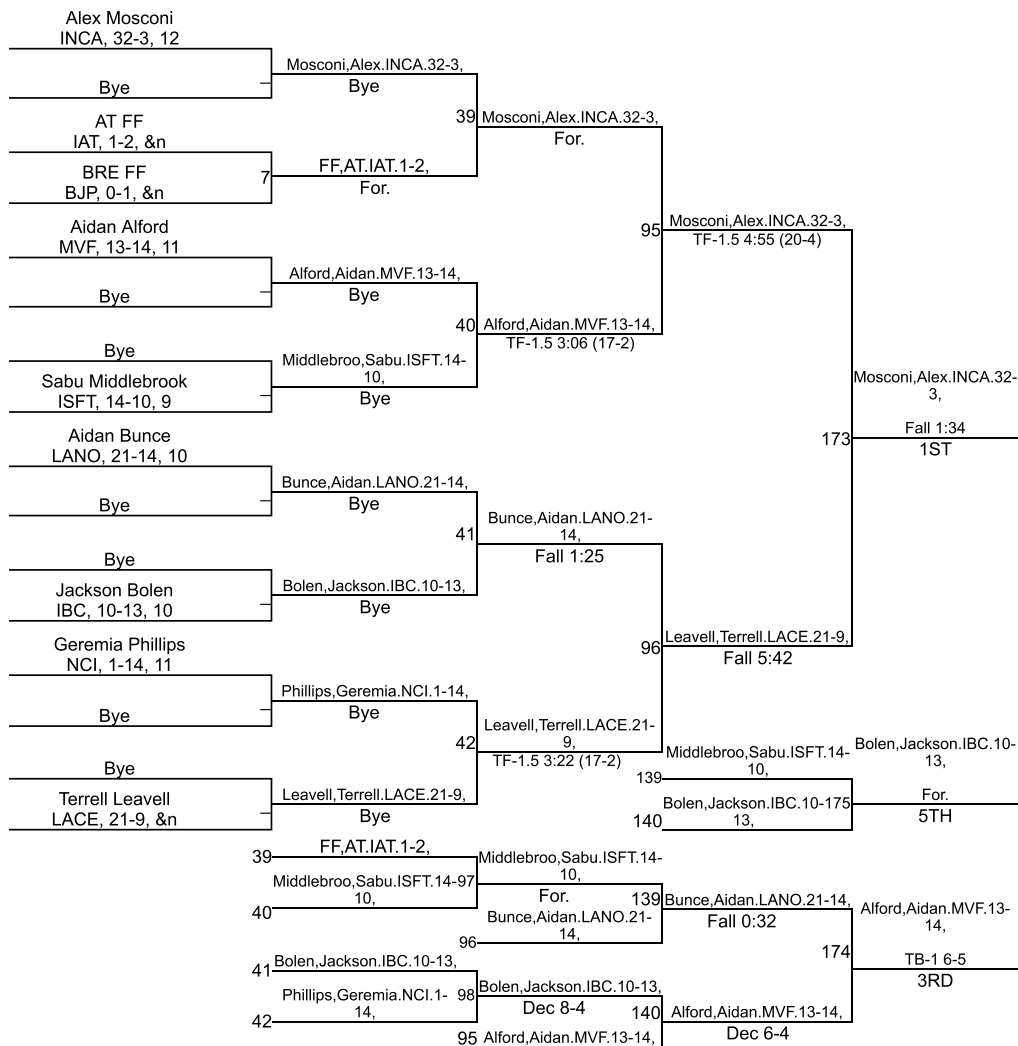 Alex Mosconi
INCA, 32-3, 12
Bye
AT FF
IAT, 1-2, &n
BRE FF
BJP, 0-1, &n
Aidan Alford
MVF, 13-14, 11
Bye
Bye
Sabu Middlebrook
ISFT, 14-10, 9
Aidan Bunce
LANO, 21-14, 10
Bye
Bye
Jackson Bolen
IBC, 10-13, 10
Geremia Phillips
NCI, 1-14, 11
Bye
Bye
Terrell Leavell
LACE, 21-9, &n
Mosconi,Alex.INCA.32-3,
Bye
7
FF,AT.IAT.1-2,
For.
Alford,Aidan.MVF.13-14,
Bye
Middlebroo,Sabu.ISFT.14-
10,
Bye
Bunce,Aidan.LANO.21-14,
Bye
Bolen,Jackson.IBC.10-13,
Bye
Phillips,Geremia.NCI.1-14,
Bye
Leavell,Terrell.LACE.21-9,
Bye
39
Mosconi,Alex.INCA.32-3,
For.
40
Alford,Aidan.MVF.13-14,
TF-1.5 3:06 (17-2)
41
Bunce,Aidan.LANO.21-
14,
Fall 1:25
42
Leavell,Terrell.LACE.21-
9,
TF-1.5 3:22 (17-2)
95
Mosconi,Alex.INCA.32-3,
TF-1.5 4:55 (20-4)
96
Leavell,Terrell.LACE.21-9,
Fall 5:42
173
Mosconi,Alex.INCA.32-
3,
Fall 1:34
1ST
139
Middlebroo,Sabu.ISFT.14-
10,
140
Bolen,Jackson.IBC.10-175
13,
Bolen,Jackson.IBC.10-
13,
For.
5TH
39
FF,AT.IAT.1-2,
40
Middlebroo,Sabu.ISFT.14-97
10,
Middlebroo,Sabu.ISFT.14-
10,
For.
96
Bunce,Aidan.LANO.21-
14,
139
Bunce,Aidan.LANO.21-14,
Fall 0:32
41
Bolen,Jackson.IBC.10-13,
42
Phillips,Geremia.NCI.1-
14,
98
Bolen,Jackson.IBC.10-13,
Dec 8-4
95
Alford,Aidan.MVF.13-14,
140
Alford,Aidan.MVF.13-14,
Dec 6-4
174
Alford,Aidan.MVF.13-
14,
TB-1 6-5
3RD